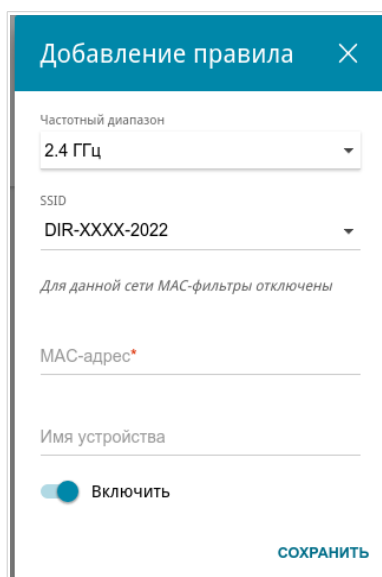 Добавление правила
Частотный диапазон
2.4 ГГц
SSID
DIR-XXXX-2022
Для данной сети MAC-фильтры отключены
MAC-адрес*
Имя устройства
Включить
СОХРАНИТЬ